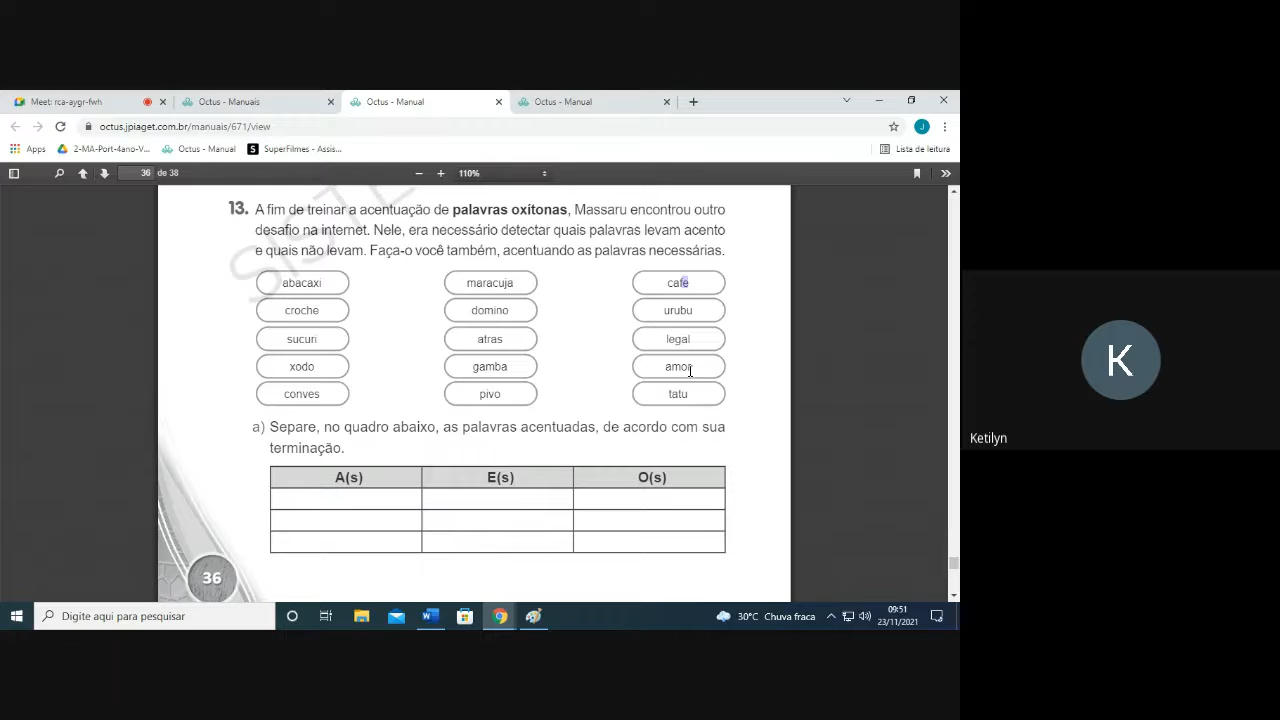 Meet: rca-aygr-fwh
Octus - Manuais
Octus - Manual
Octus - Manual
octus.jpiaget.com.br/manuais/671/view
J
Apps
2-MA-Port-4ano-V...
Octus - Manual
S SuperFilmes - Assis...
Lista de leitura
36 de 38
110%
SISTE
13. A fim de treinar a acentuação de palavras oxítonas, Massaru encontrou outro
desafio na internet. Nele, era necessário detectar quais palavras levam acento
e quais não levam. Faça-o você também, acentuando as palavras necessárias.
abacaxi maracuja cafe
croche domino urubu
sucuri atras legal
xodo gamba amor
conves pivo tatu
a) Separe, no quadro abaixo, as palavras acentuadas, de acordo com sua
terminação.
A(s) E(s) O(s)
36
K
Ketilyn
Digite aqui para pesquisar
30°C Chuva fraca
09:51
23/11/2021